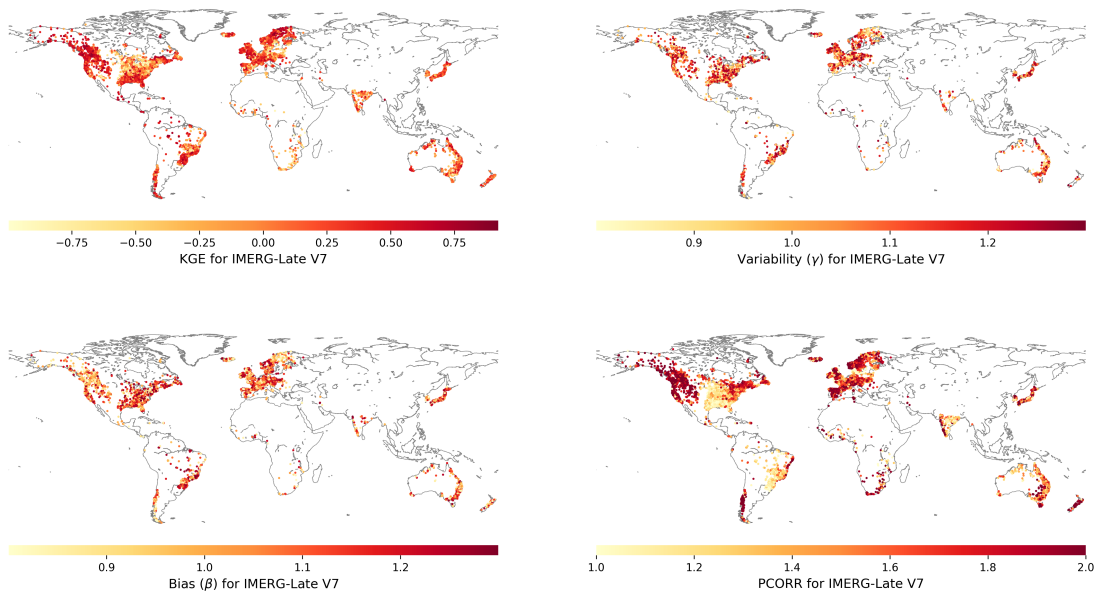 −0.75 −0.50 −0.25 0.00 0.25 0.50 0.75
KGE for IMERG-Late V7
0.9 1.0 1.1 1.2
Variability (γ) for IMERG-Late V7
0.9 1.0 1.1 1.2
Bias (β) for IMERG-Late V7
1.0 1.2 1.4 1.6 1.8 2.0
PCORR for IMERG-Late V7